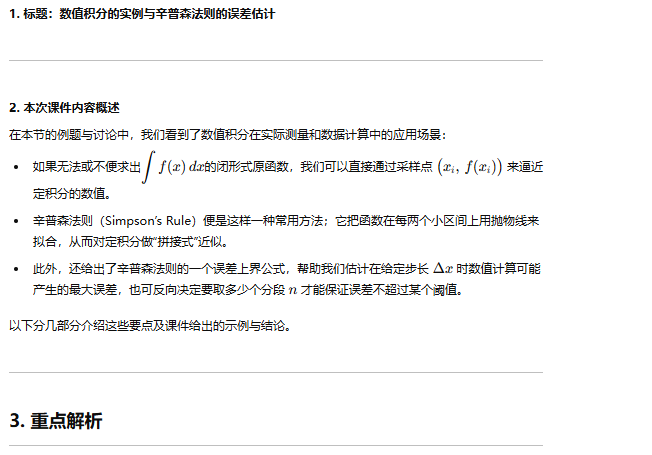 1. 标题：数值积分的实例与辛普森法则的误差估计
2. 本次课件内容概述
在本节的例题与讨论中，我们看到了数值积分在实际测量和数据计算中的应用场景：
• 如果无法或不便求出∫ f(x) dx的闭形式原函数，我们可以直接通过采样点 (xᵢ, f(xᵢ)) 来逼近
定积分的数值。
• 辛普森法则（Simpson’s Rule）便是这样一种常用方法；它把函数在每两个小区间上用抛物线来
拟合，从而对定积分做“拼接式”近似。
• 此外，还给出了辛普森法则的一个误差上界公式，帮助我们估计在给定步长 Δx 时数值计算可能
产生的最大误差，也可反向决定要取多少个分段 n 才能保证误差不超过某个阈值。
以下分几部分介绍这些要点及课件给出的示例与结论。
3. 重点解析